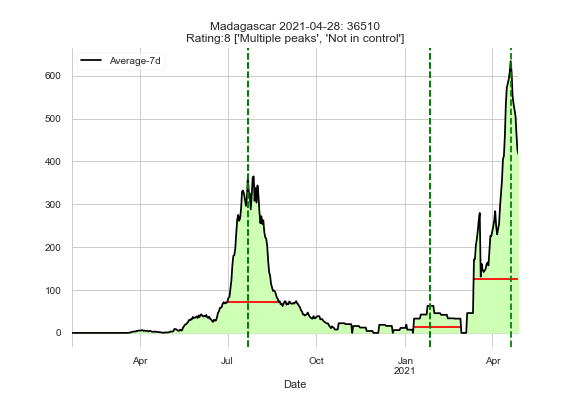 Madagascar 2021-04-28: 36510
Rating:8 ['Multiple peaks', 'Not in control']
Average-7d
600
500
400
300
200
100
0
Apr
Jul
Oct
Jan
2021
Apr
Date